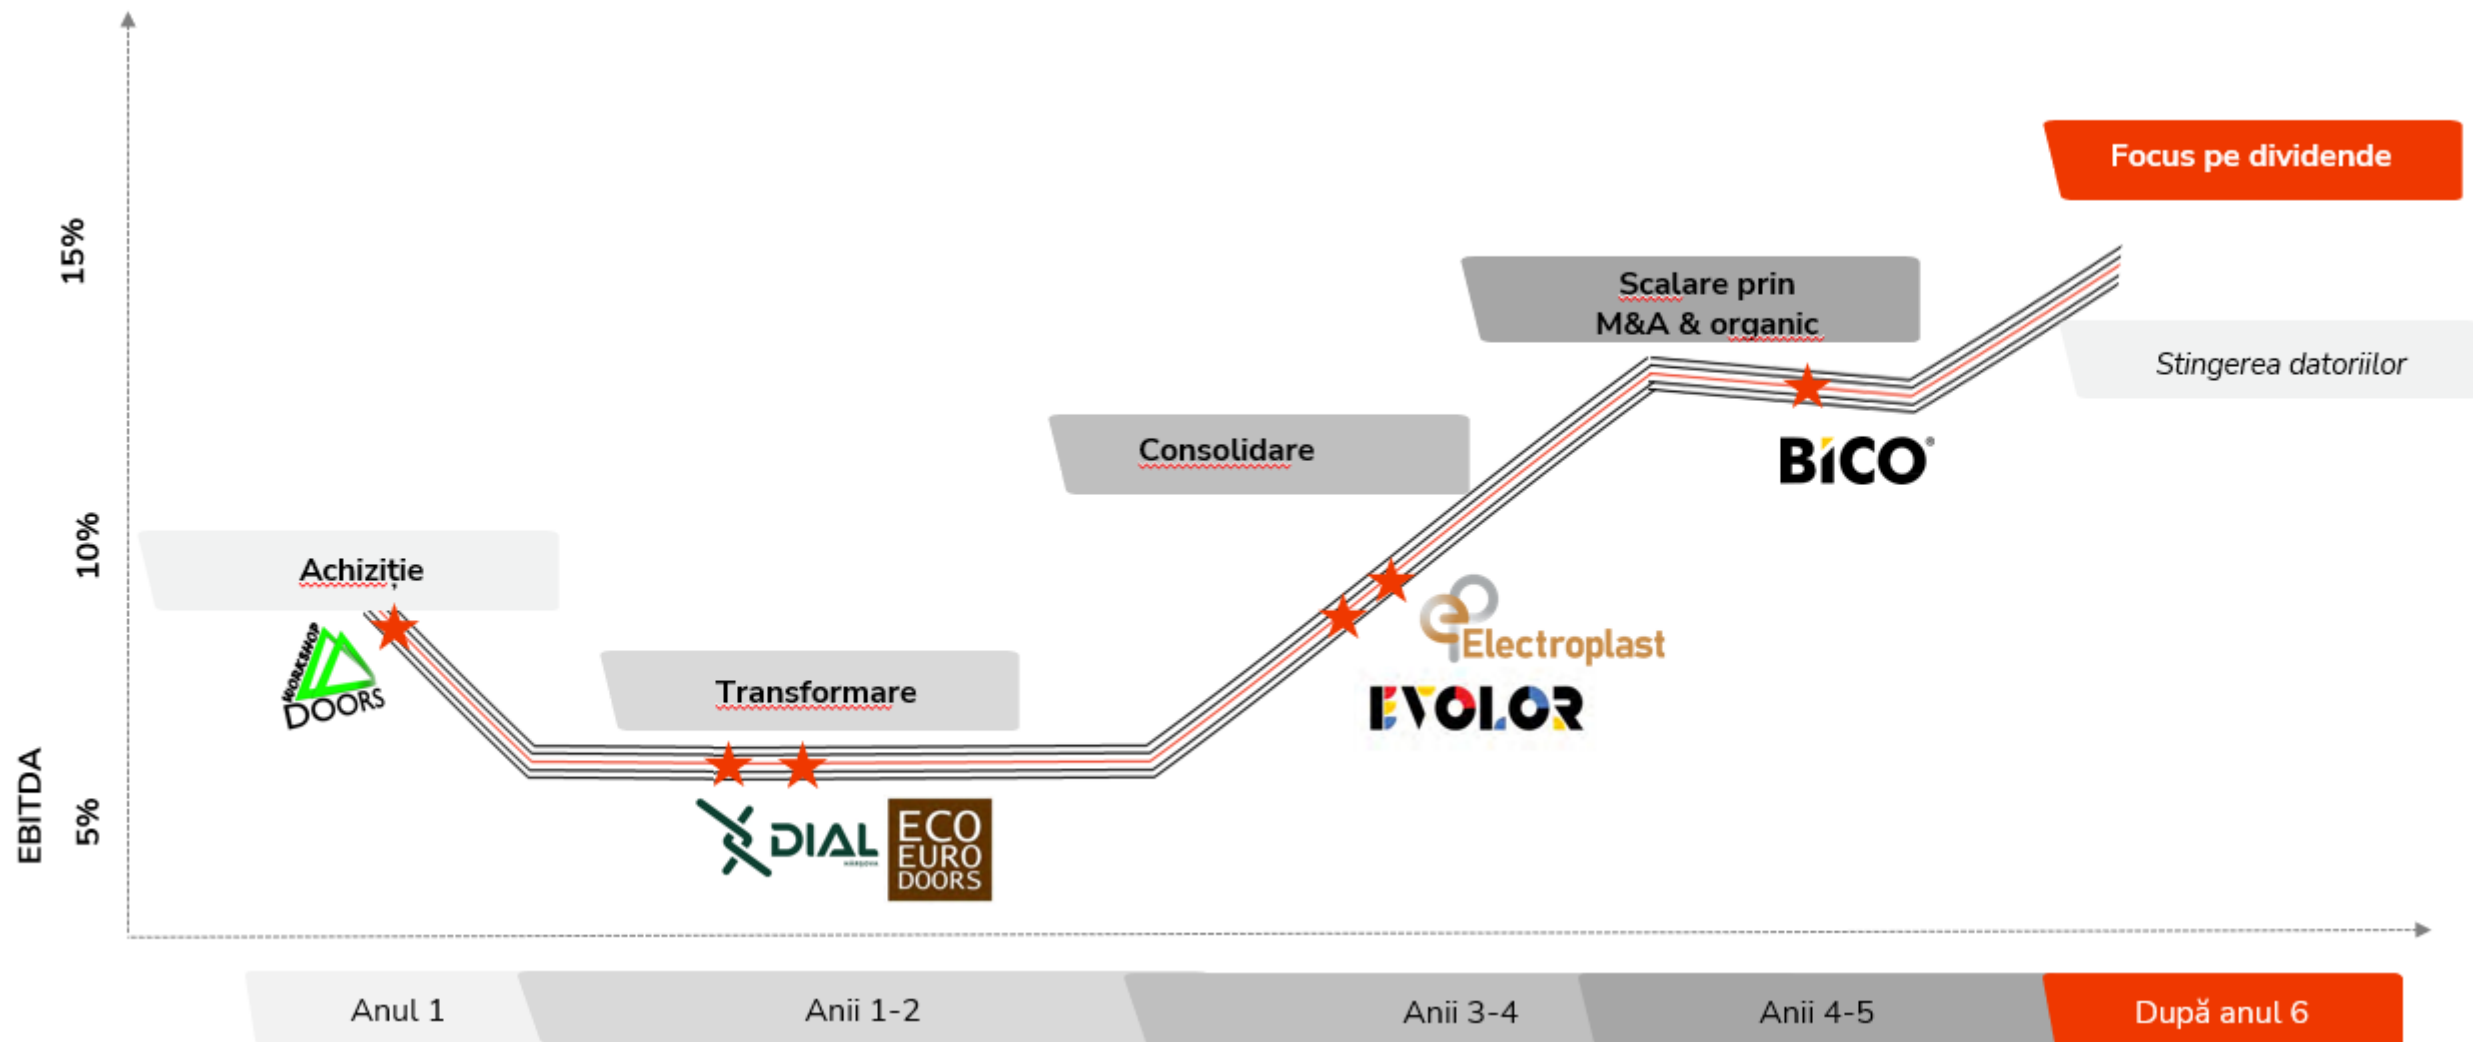 Focus pe dividende
15%
Scalare prin
M&A & organic
Stingerea datoriilor
Consolidare
BiCO®
10%
Achiziție
Electroplast
WORKSHOP
DOORS
Transformare
EVOLOR
EBITDA
5%
DIAL
ECO
EURO
DOORS
Anul 1
Anii 1-2
Anii 3-4
Anii 4-5
După anul 6